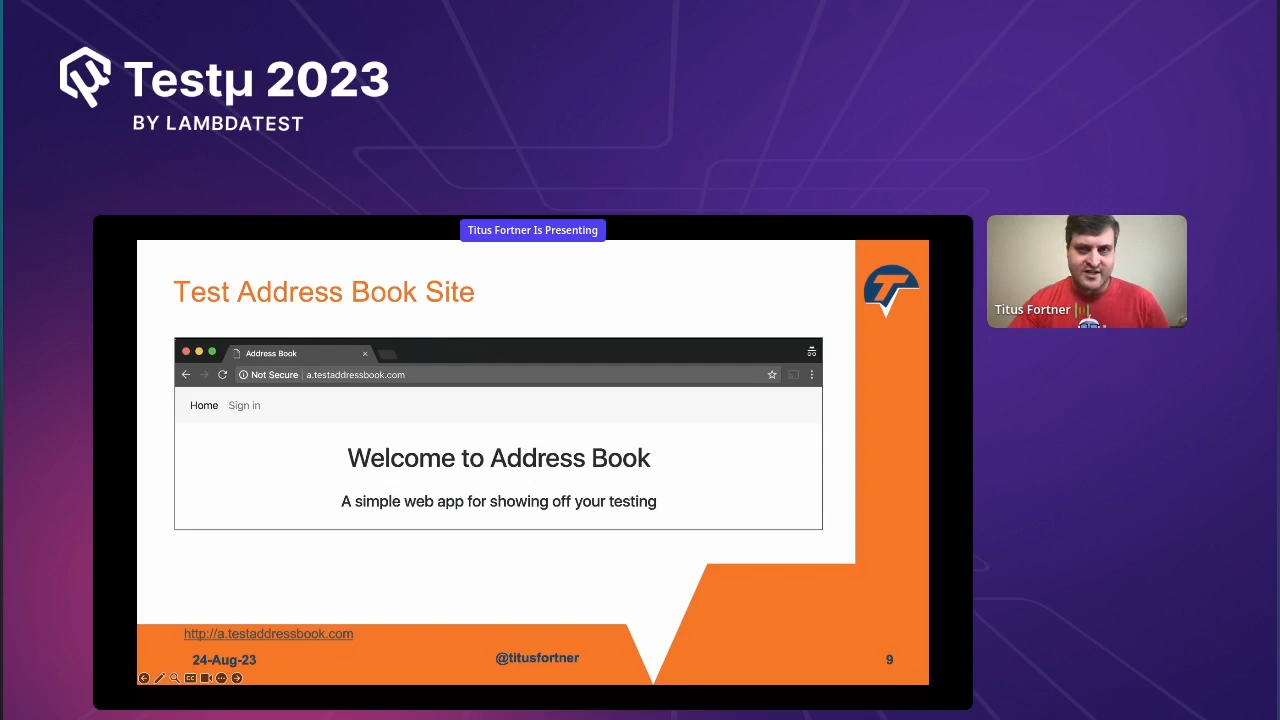 Testμ 2023
BY LAMBDATEST
Titus Fortner Is Presenting
Test Address Book Site
Address Book
Not Secure a.testaddressbook.com
Home Sign in
Welcome to Address Book
A simple web app for showing off your testing
http://a.testaddressbook.com
24-Aug-23
@titusfortner
9
Titus Fortner